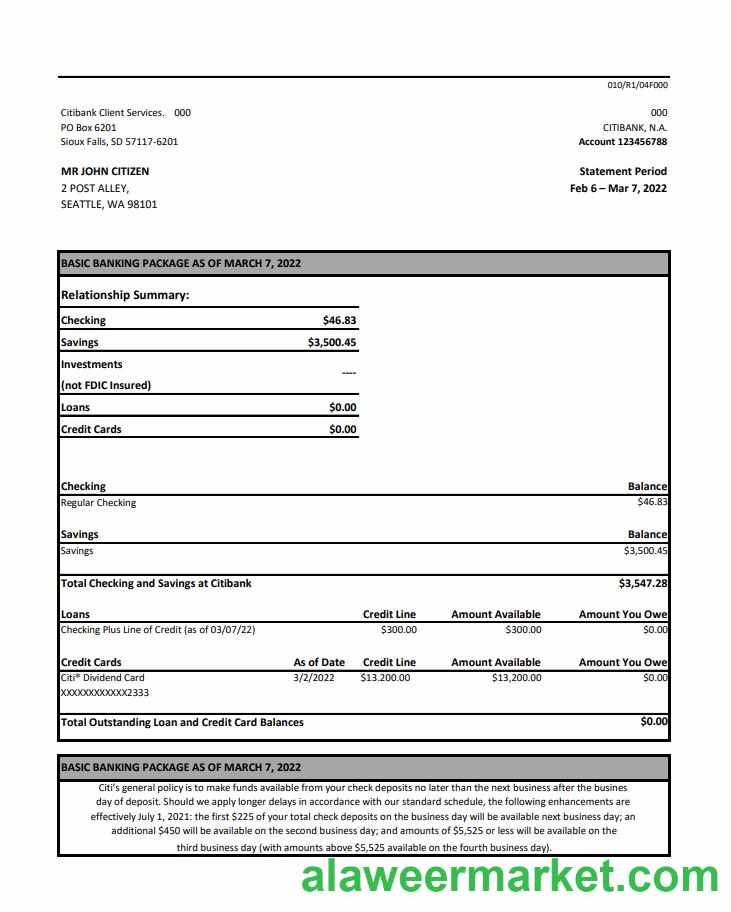 010/R1/04F000
Citibank Client Services. 000 000
PO Box 6201 CITIBANK, N.A.
Sioux Falls, SD 57117-6201 Account 123456788
MR JOHN CITIZEN Statement Period
2 POST ALLEY, Feb 6 – Mar 7, 2022
SEATTLE, WA 98101
BASIC BANKING PACKAGE AS OF MARCH 7, 2022
Relationship Summary:
Checking $46.83
Savings $3,500.45
Investments
----
(not FDIC Insured)
Loans $0.00
Credit Cards $0.00
Checking Balance
Regular Checking $46.83
Savings Balance
Savings $3,500.45
Total Checking and Savings at Citibank $3,547.28
Loans Credit Line Amount Available Amount You Owe
Checking Plus Line of Credit (as of 03/07/22) $300.00 $300.00 $0.00
Credit Cards As of Date Credit Line Amount Available Amount You Owe
Citi® Dividend Card 3/2/2022 $13.200.00 $13,200.00 $0.00
XXXXXXXXXXXX2333
Total Outstanding Loan and Credit Card Balances $0.00
BASIC BANKING PACKAGE AS OF MARCH 7, 2022
Citi's general policy is to make funds available from your check deposits no later than the next business after the busines
day of deposit. Should we apply longer delays in accordance with our standard schedule, the following enhancements are
effectively July 1, 2021: the first $225 of your total check deposits on the business day will be available next business day; an
additional $450 will be available on the second business day; and amounts of $5,525 or less will be available on the
third business day (with amounts above $5,525 available on the fourth business day).
alaweermarket.com